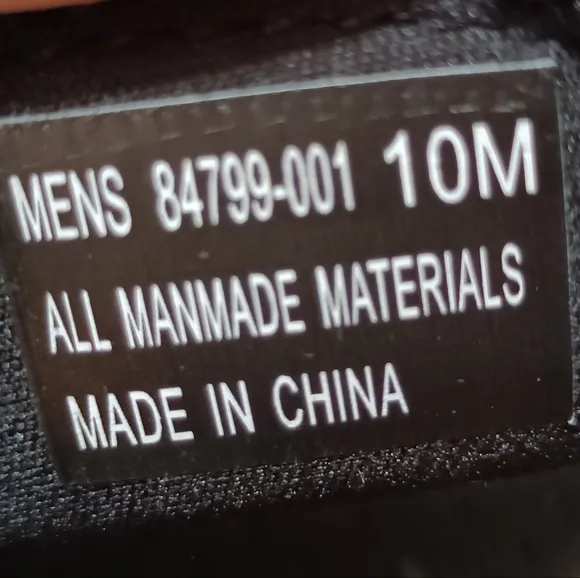 MENS 84799-001 10M
ALL MANMADE MATERIALS
MADE IN CHINA